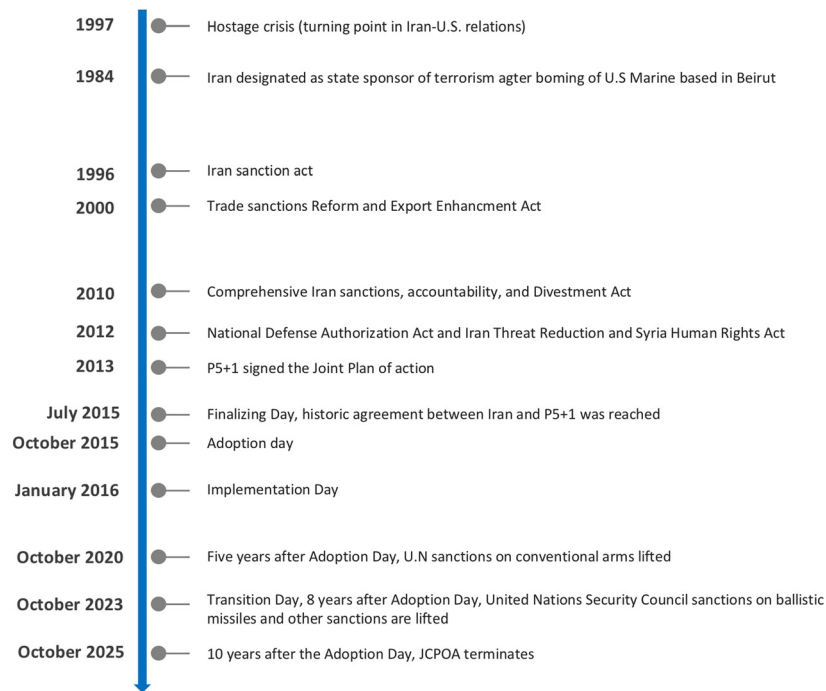 1997 Hostage crisis (turning point in Iran-U.S. relations)
1984 Iran designated as state sponsor of terrorism agter boming of U.S Marine based in Beirut
1996 Iran sanction act
2000 Trade sanctions Reform and Export Enhancment Act
2010 Comprehensive Iran sanctions, accountability, and Divestment Act
2012 National Defense Authorization Act and Iran Threat Reduction and Syria Human Rights Act
2013 P5+1 signed the Joint Plan of action
July 2015 Finalizing Day, historic agreement between Iran and P5+1 was reached
October 2015 Adoption day
January 2016 Implementation Day
October 2020 Five years after Adoption Day, U.N sanctions on conventional arms lifted
October 2023 Transition Day, 8 years after Adoption Day, United Nations Security Council sanctions on ballistic
missiles and other sanctions are lifted
October 2025 10 years after the Adoption Day, JCPOA terminates